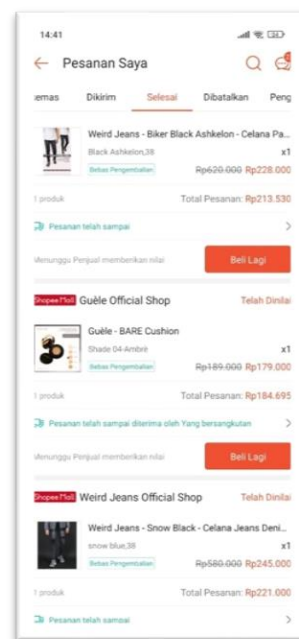 14:41
Pesanan Saya
emas Dikirim Selesai Dibatalkan Peng
Weird Jeans - Biker Black Ashkelon - Celana Pa...
Black Ashkelon,38 x1
Bebas Pengembalian Rp620.000 Rp228.000
1 produk Total Pesanan: Rp213.530
Pesanan telah sampai
Menunggu Penjual memberikan nilai Beli Lagi
Shopee Mall Guèle Official Shop Telah Dinilai
Guèle - BARE Cushion
Shade 04-Ambré x1
Bebas Pengembalian Rp189.000 Rp179.000
1 produk Total Pesanan: Rp184.695
Pesanan telah sampai diterima oleh Yang bersangkutan
Menunggu Penjual memberikan nilai Beli Lagi
Shopee Mall Weird Jeans Official Shop Telah Dinilai
Weird Jeans - Snow Black - Celana Jeans Deni...
snow blue,38 x1
Bebas Pengembalian Rp580.000 Rp245.000
1 produk Total Pesanan: Rp221.000
Pesanan telah sampai